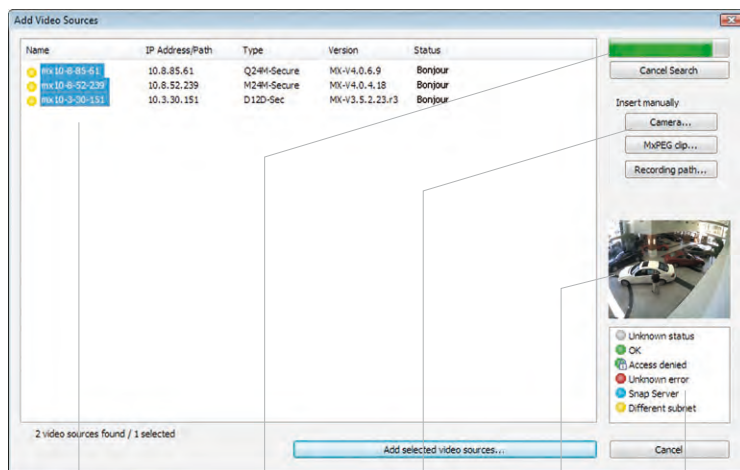 Add Video Sources
Name IP Address/Path Type Version Status
mx10-8-85-61 10.8.85.61 Q24M-Secure MX-V4.0.6.9 Bonjour
mx10-8-52-239 10.8.52.239 M24M-Secure MX-V4.0.4.18 Bonjour
mx10-3-30-151 10.3.30.151 D12D-Sec MX-V3.5.2.23.r3 Bonjour
Cancel Search
Insert manually
Camera...
MxPEG clip...
Recording path...
Unknown status
OK
Access denied
Unknown error
Snap Server
Different subnet
2 video sources found / 1 selected
Add selected video sources...
Cancel